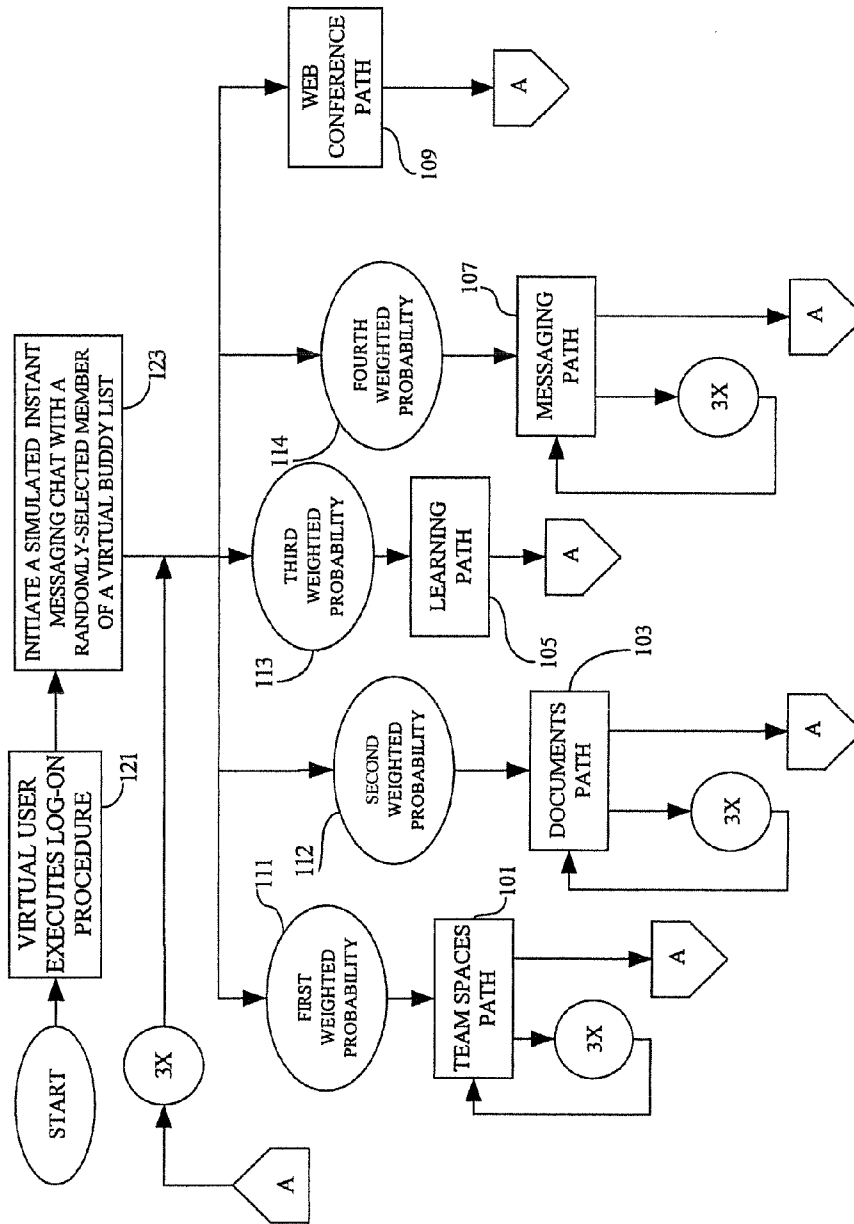 START
VIRTUAL USER
EXECUTES LOG-ON
PROCEDURE
121
INITIATE A SIMULATED INSTANT
MESSAGING CHAT WITH A
RANDOMLY-SELECTED MEMBER
OF A VIRTUAL BUDDY LIST
123
A
3X
111
FIRST
WEIGHTED
PROBABILITY
112
SECOND
WEIGHTED
PROBABILITY
113
THIRD
WEIGHTED
PROBABILITY
114
FOURTH
WEIGHTED
PROBABILITY
WEB
CONFERENCE
PATH
109
A
101
TEAM SPACES
PATH
3X
A
103
DOCUMENTS
PATH
3X
A
105
LEARNING
PATH
A
107
MESSAGING
PATH
3X
A